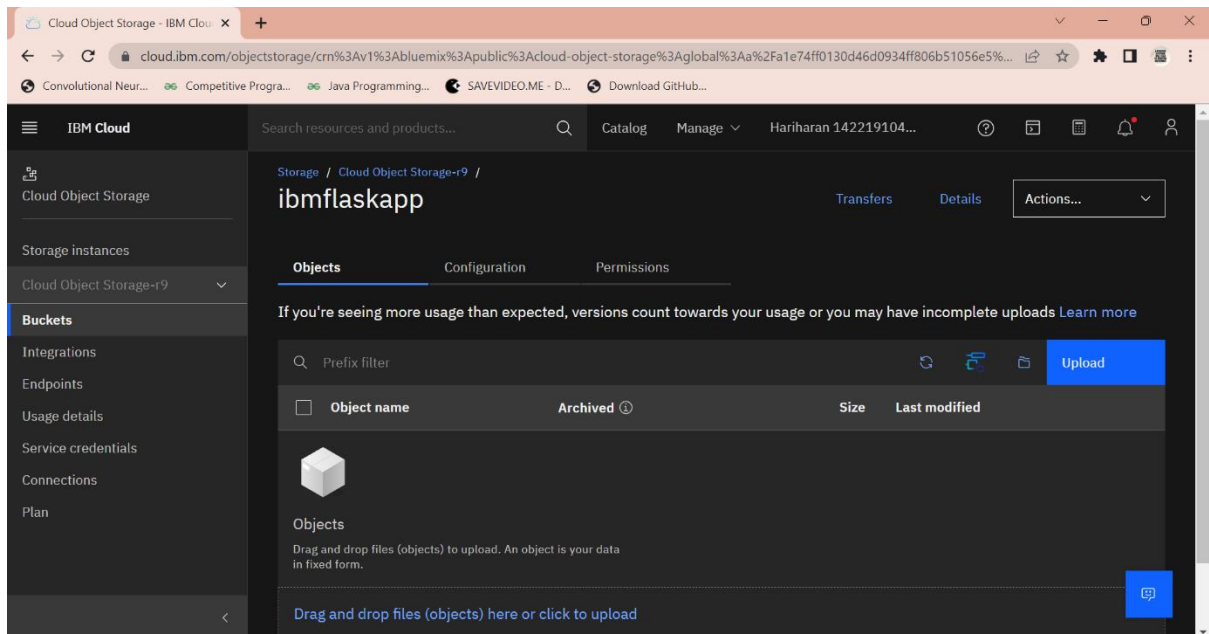 Cloud Object Storage - IBM Clou
cloud.ibm.com/objectstorage/crn%3Av1%3Abluemix%3Apublic%3Acloud-object-storage%3Aglobal%3Aa%2Fa1e74ff0130d46d0934ff806b51056e5%...
Convolutional Neur... Competitive Progra... Java Programming... SAVEVIDEO.ME - D... Download GitHub...
IBM Cloud Search resources and products... Catalog Manage Hariharan 142219104...
Cloud Object Storage
Storage instances
Cloud Object Storage-r9
Buckets
Integrations
Endpoints
Usage details
Service credentials
Connections
Plan
Storage / Cloud Object Storage-r9 /
ibmflaskapp
Transfers Details Actions...
Objects Configuration Permissions
If you're seeing more usage than expected, versions count towards your usage or you may have incomplete uploads Learn more
Prefix filter Upload
Object name Archived Size Last modified
Objects
Drag and drop files (objects) to upload. An object is your data
in fixed form.
Drag and drop files (objects) here or click to upload